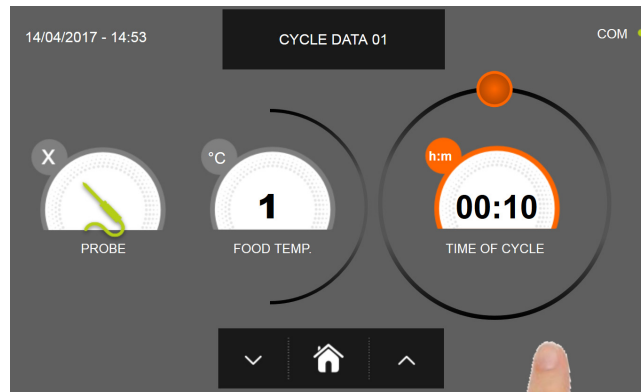 14/04/2017 - 14:53
CYCLE DATA 01
COM
X
°C
h:m
1
00:10
PROBE
FOOD TEMP.
TIME OF CYCLE